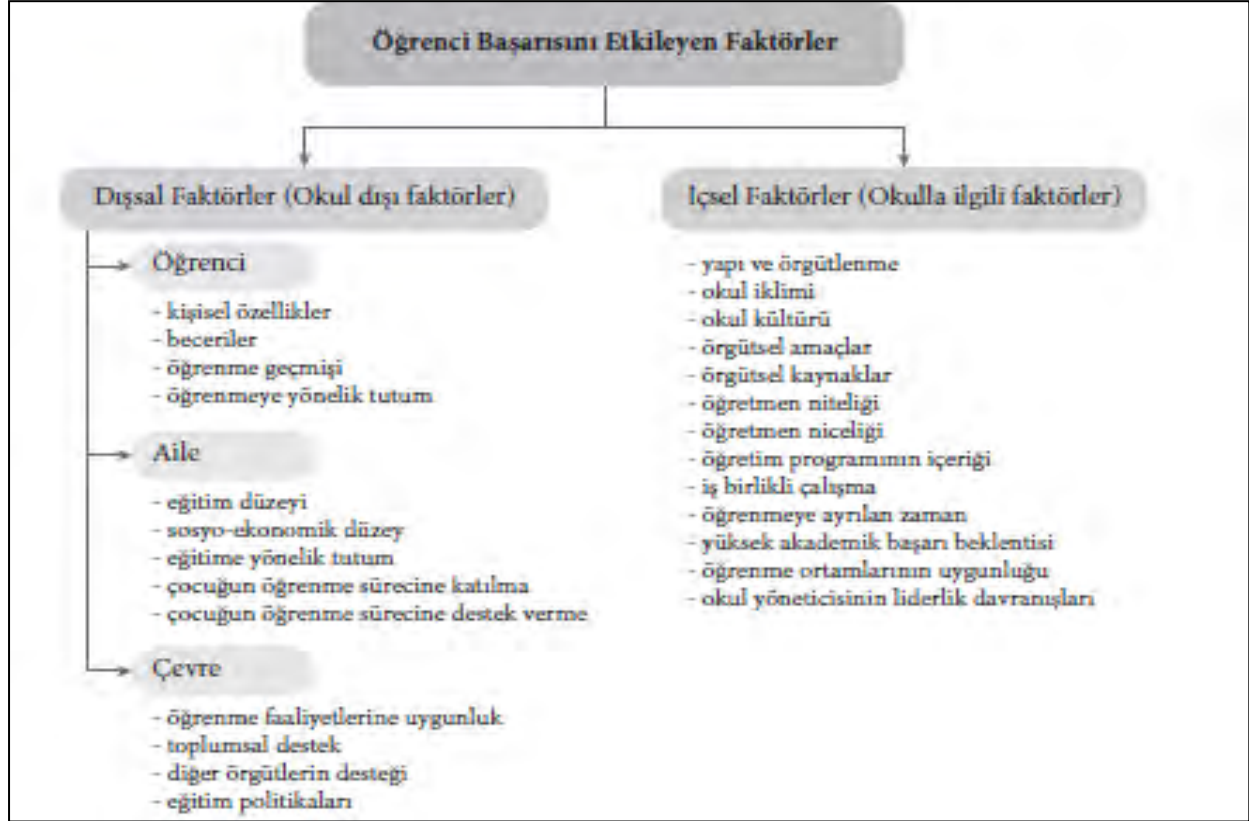 Öğrenci Başarısını Etkileyen Faktörler
Dışsal Faktörler (Okul dışı faktörler)
Öğrenci
- kişisel özellikler
- beceriler
- öğrenme geçmişi
- öğrenmeye yönelik tutum
Aile
- eğitim düzeyi
- sosyo-ekonomik düzey
- eğitime yönelik tutum
- çocuğun öğrenme sürecine katılma
- çocuğun öğrenme sürecine destek verme
Çevre
- öğrenme faaliyetlerine uygunluk
- toplumsal destek
- diğer örgütlerin desteği
- eğitim politikaları
İçsel Faktörler (Okulla ilgili faktörler)
- yapı ve örgütlenme
- okul iklimi
- okul kültürü
- örgütsel amaçlar
- örgütsel kaynaklar
- öğretmen niteliği
- öğretmen niceliği
- öğretim programının içeriği
- iş birlikli çalışma
- öğrenmeye ayrılan zaman
- yüksek akademik başarı beklentisi
- öğrenme ortamlarının uygunluğu
- okul yöneticisinin liderlik davranışları